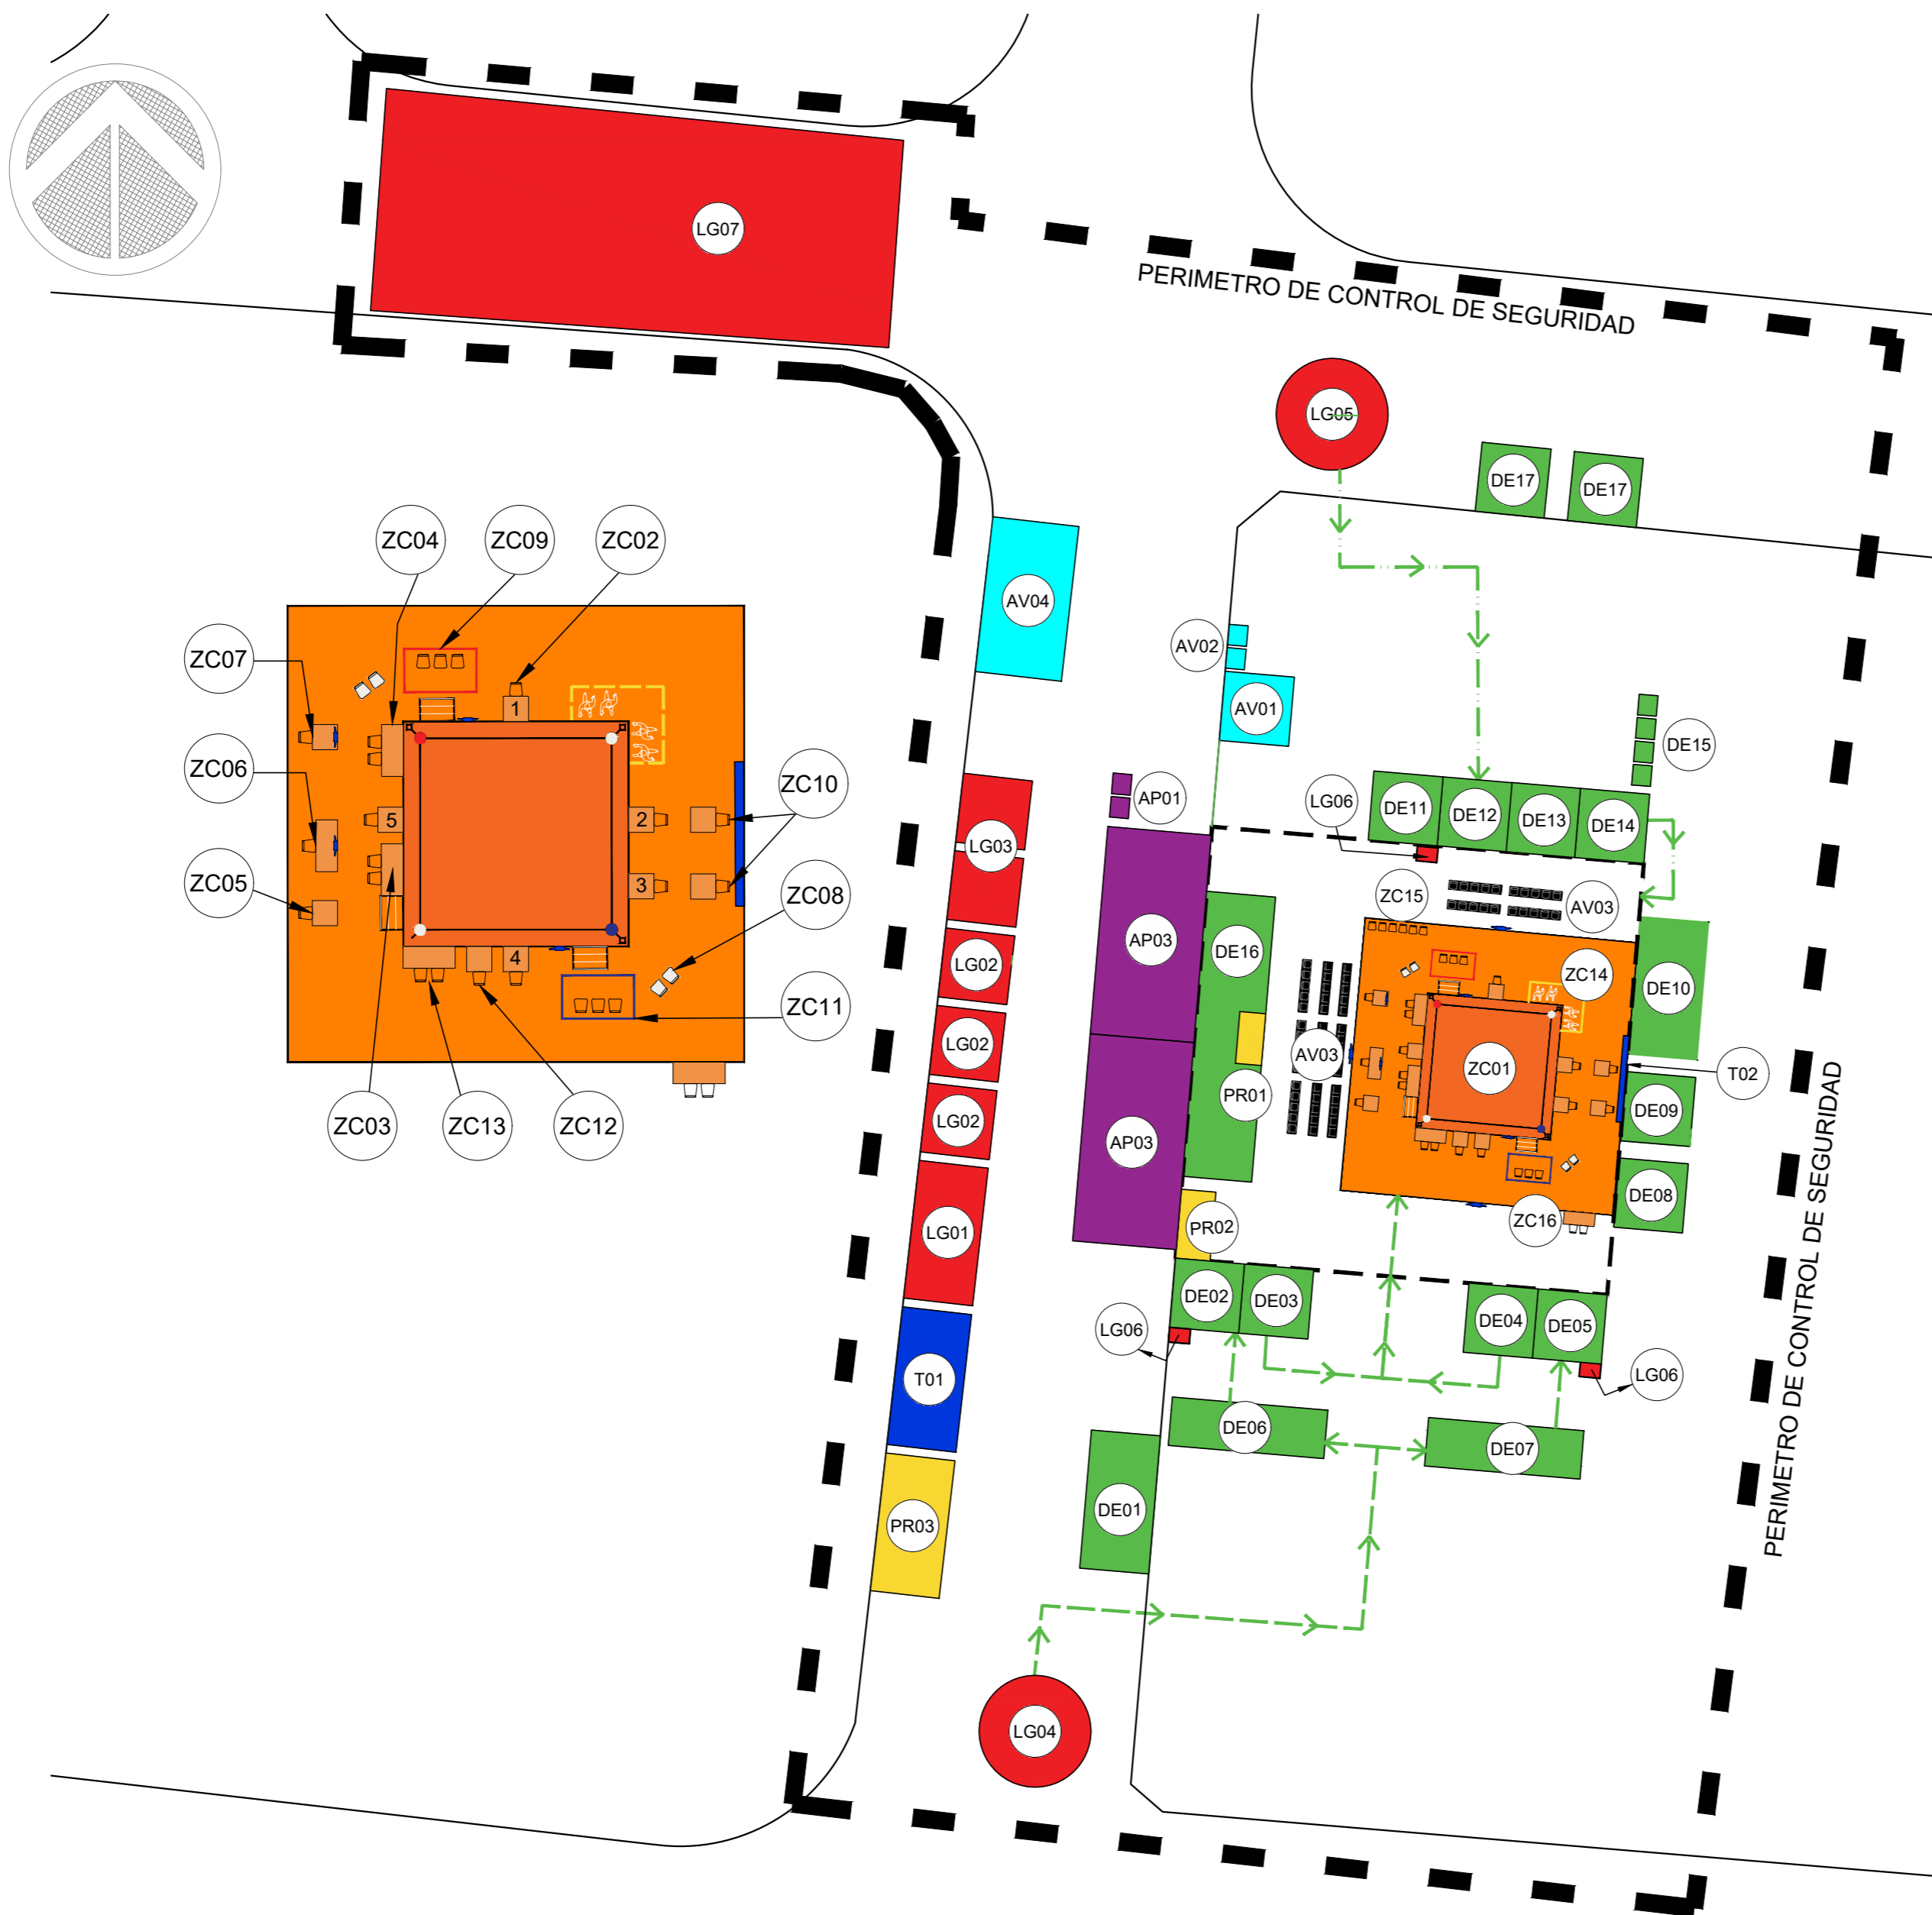 LG07
PERIMETRO DE CONTROL DE SEGURIDAD
LG05
DE17
DE17
ZC04
ZC09
ZC02
ZC07
ZC06
ZC05
ZC10
ZC08
ZC11
ZC03
ZC13
ZC12
1
2
3
4
5
AV04
AV02
AV01
DE15
AP01
LG06
DE11
DE12
DE13
DE14
LG03
ZC15
AV03
AP03
DE16
LG02
ZC14
DE10
LG02
AV03
ZC01
T02
PR01
DE09
LG02
AP03
DE08
LG01
PR02
ZC16
DE02
DE03
DE04
DE05
LG06
LG06
T01
DE06
DE07
PR03
DE01
LG04
PERIMETRO DE CONTROL DE SEGURIDAD